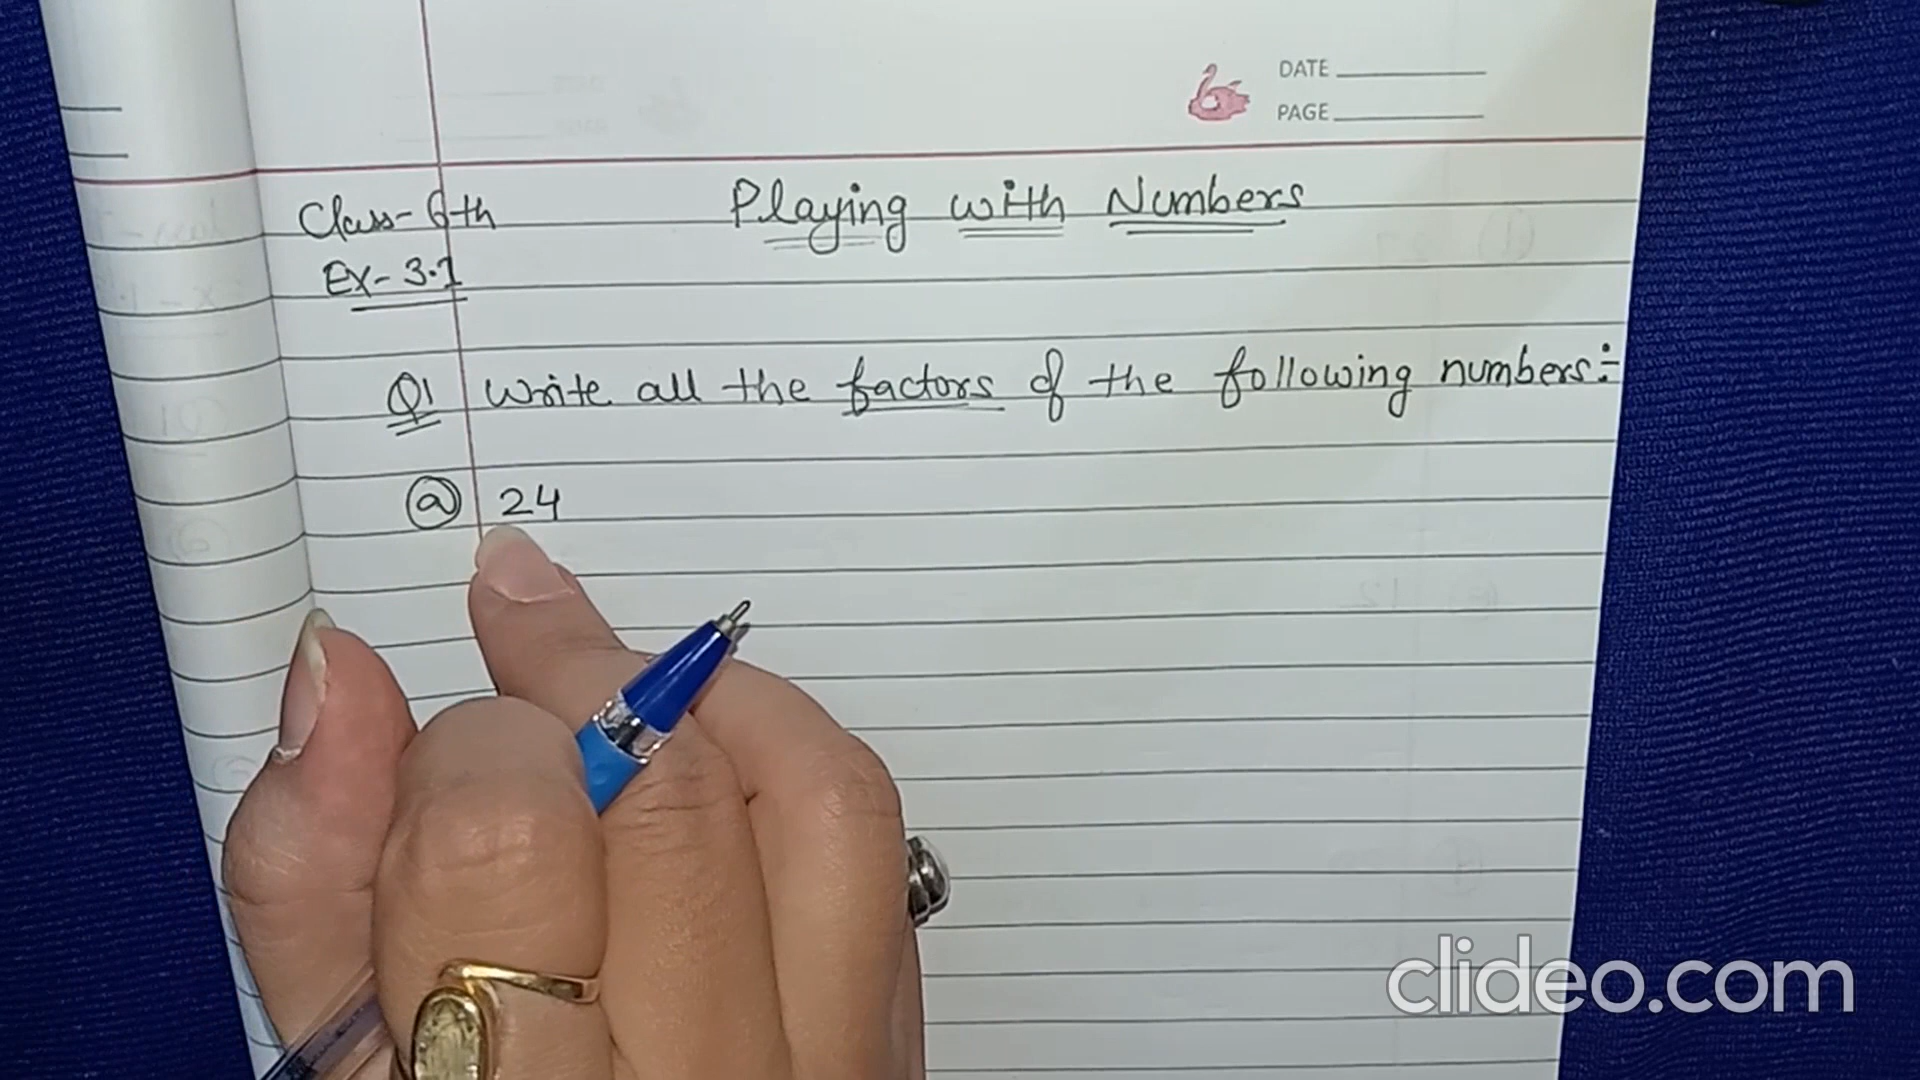 DATE
PAGE
Class-6th
Playing with Numbers
Ex-3.1
Q1 Write all the factors of the following numbers:-
(a) 24
clideo.com